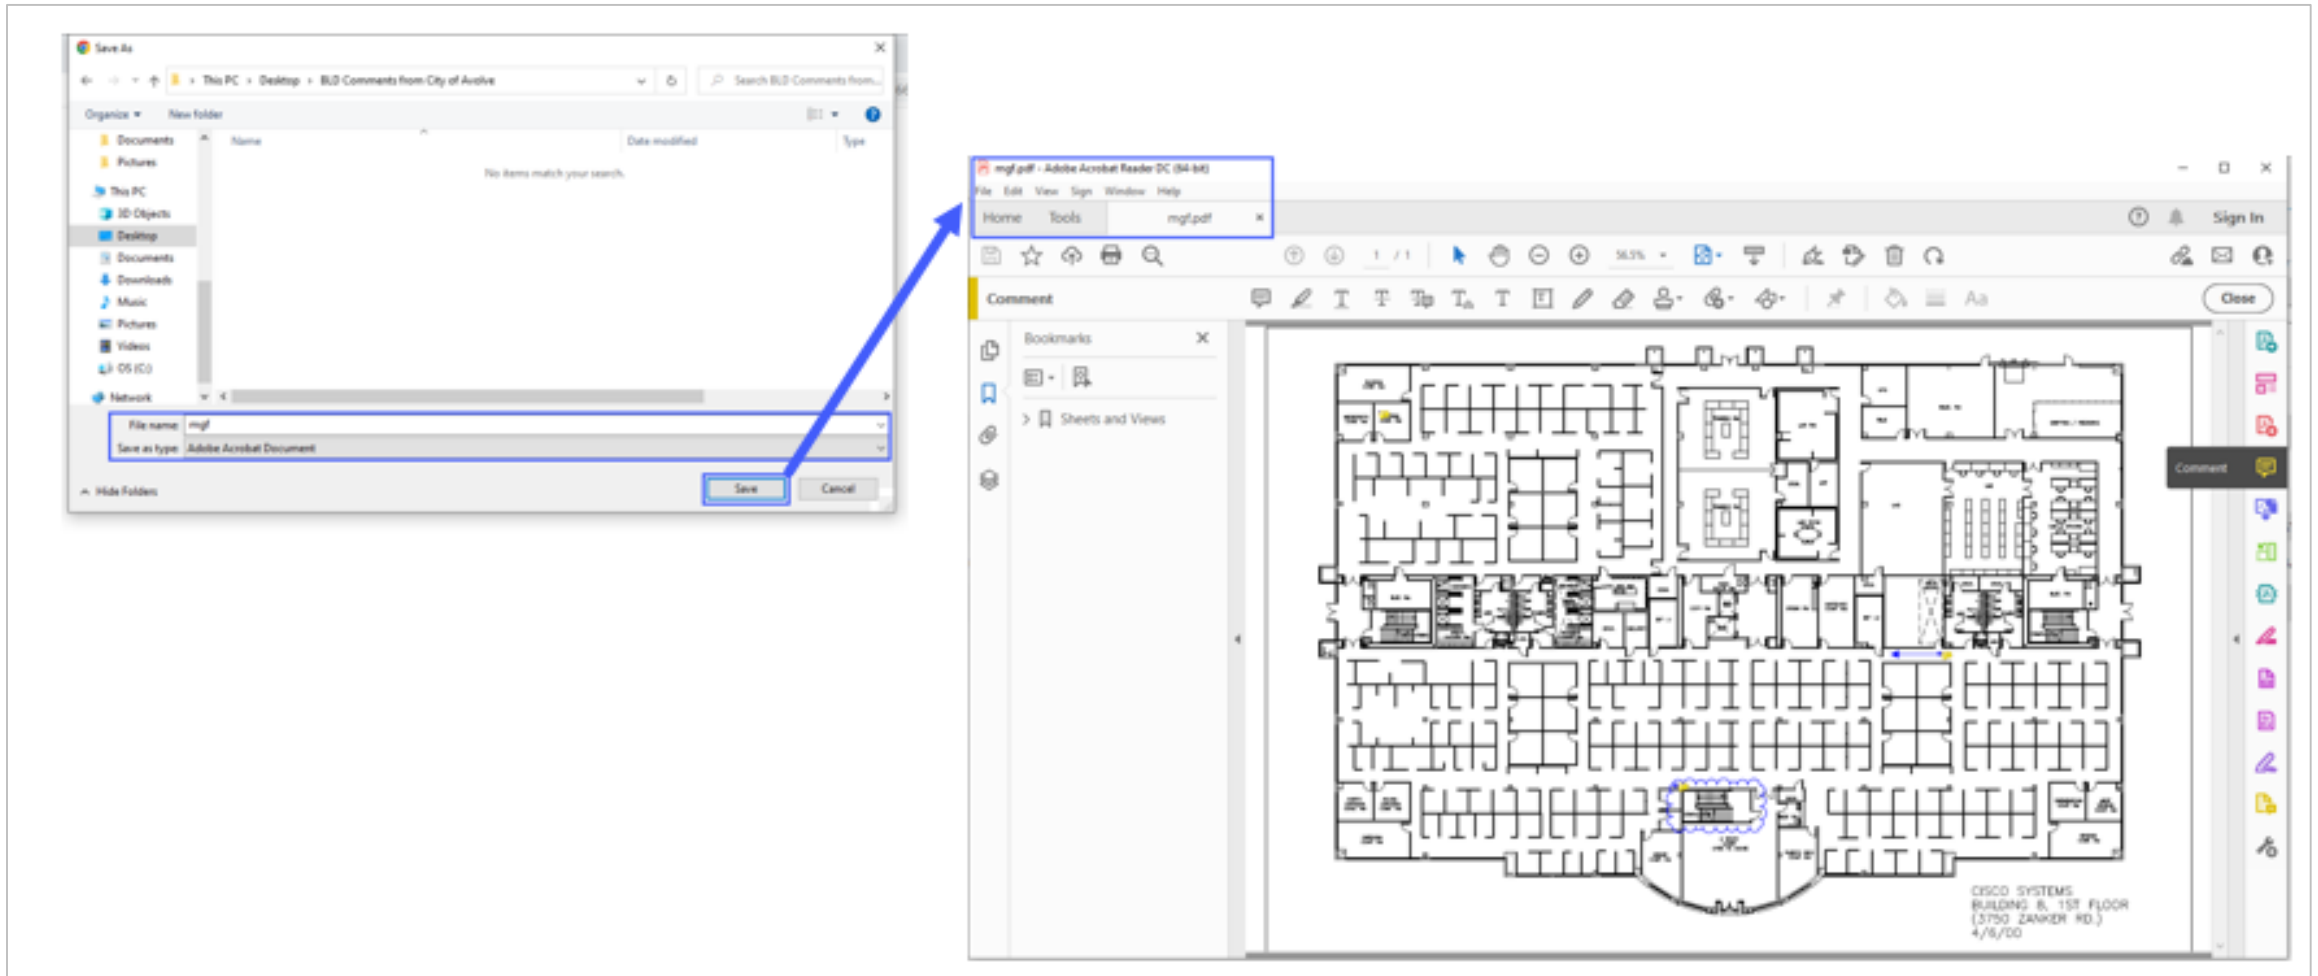 Save As
This PC > Desktop > BLD Comments from City of Avolve
Search BLD Comments from...
Organize New folder
Name Date modified Type
No items match your search.
Documents
Pictures
This PC
3D Objects
Desktop
Documents
Downloads
Music
Pictures
Videos
OS (C:)
Network
File name: mgf
Save as type: Adobe Acrobat Document
Hide Folders
Save Cancel
mgf.pdf - Adobe Acrobat Reader DC (64-bit)
File Edit View Sign Window Help
Home Tools mgf.pdf
Sign In
1 / 1
56.5%
Comment
Close
Bookmarks
Sheets and Views
Comment
CISCO SYSTEMS
BUILDING 8, 1ST FLOOR
(3750 ZANKER RD.)
4/6/00